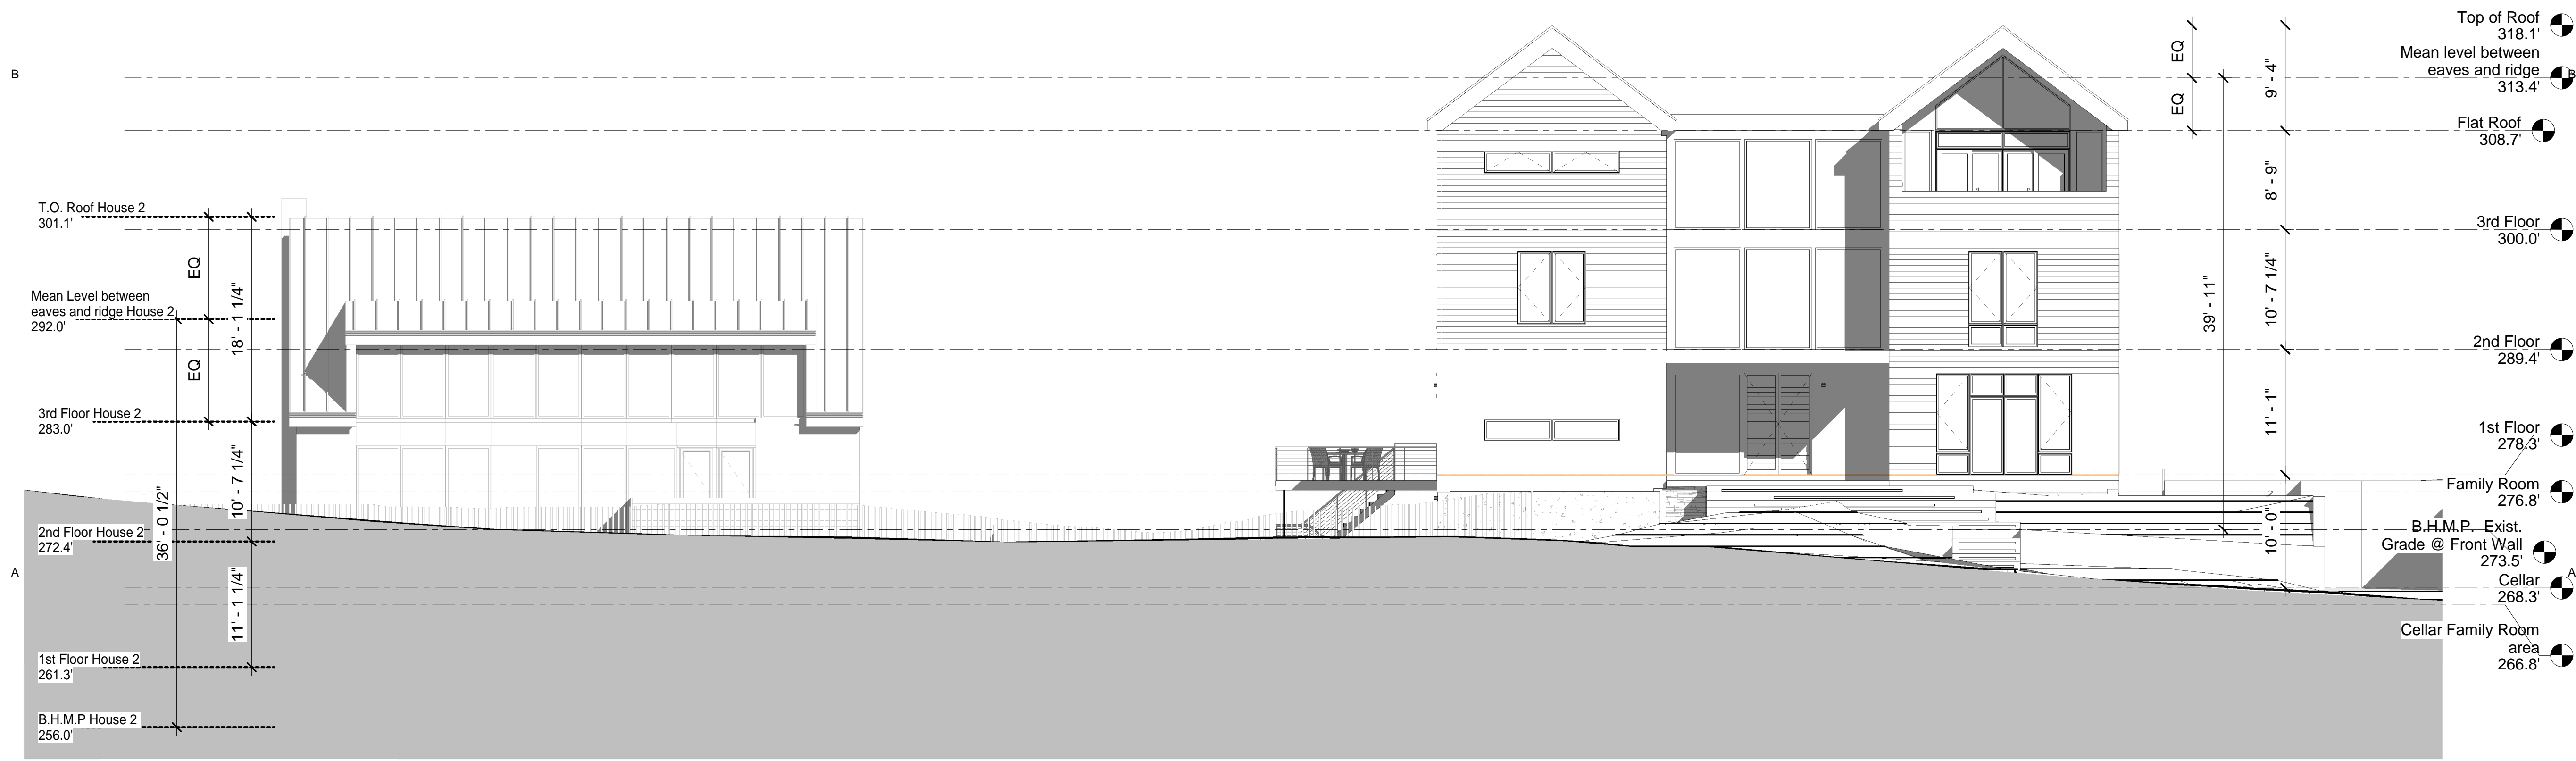 B
T.O. Roof House 2
301.1'
Mean Level between
eaves and ridge House 2
292.0'
3rd Floor House 2
283.0'
2nd Floor House 2
272.4'
A
1st Floor House 2
261.3'
B.H.M.P House 2
256.0'
EQ
EQ
18' - 1 1/4"
10' - 7 1/4"
36' - 0 1/2"
11' - 1 1/4"
EQ
EQ
39' - 11"
9' - 4"
8' - 9"
10' - 7 1/4"
11' - 1"
10' - 0"
Top of Roof
318.1'
Mean level between
eaves and ridge
313.4'
B
Flat Roof
308.7'
3rd Floor
300.0'
2nd Floor
289.4'
1st Floor
278.3'
Family Room
276.8'
B.H.M.P. Exist.
Grade @ Front Wall
273.5'
A
Cellar
268.3'
Cellar Family Room
area
266.8'